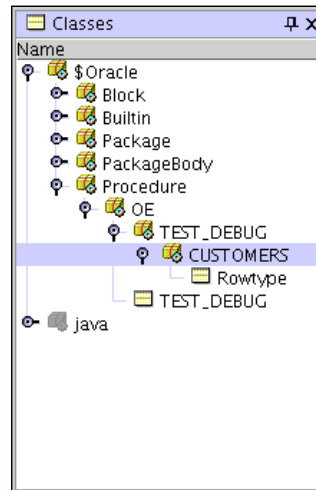 Classes
Name
$Oracle
Block
Builtin
Package
PackageBody
Procedure
OE
TEST_DEBUG
CUSTOMERS
Rowtype
TEST_DEBUG
java